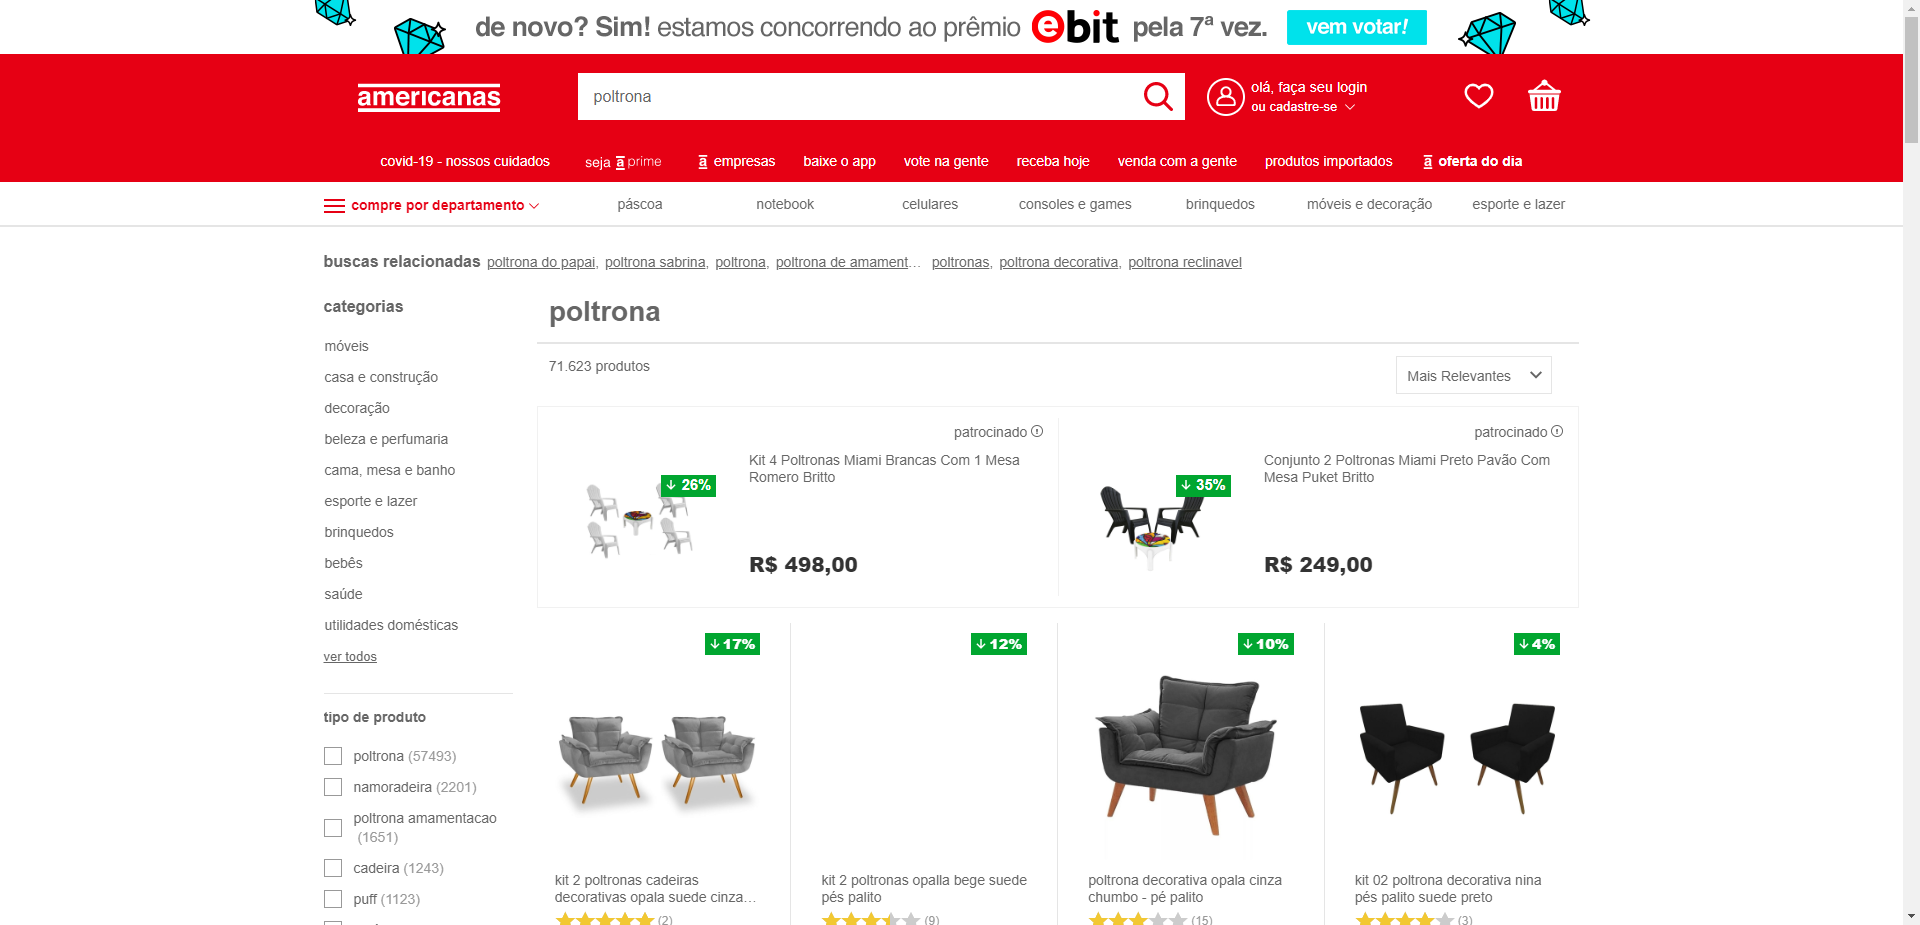 de novo? Sim! estamos concorrendo ao prêmio ebit pela 7ª vez. vem votar!
americanas
poltrona
olá, faça seu login
ou cadastre-se
covid-19 - nossos cuidados
seja a prime
a empresas
baixe o app
vote na gente
receba hoje
venda com a gente
produtos importados
a oferta do dia
compre por departamento
páscoa
notebook
celulares
consoles e games
brinquedos
móveis e decoração
esporte e lazer
buscas relacionadas poltrona do papai, poltrona sabrina, poltrona, poltrona de amament... poltronas, poltrona decorativa, poltrona reclinavel
categorias
móveis
casa e construção
decoração
beleza e perfumaria
cama, mesa e banho
esporte e lazer
brinquedos
bebês
saúde
utilidades domésticas
ver todos
tipo de produto
poltrona (57493)
namoradeira (2201)
poltrona amamentacao
(1651)
cadeira (1243)
puff (1123)
poltrona
71.623 produtos
Mais Relevantes
patrocinado
26%
Kit 4 Poltronas Miami Brancas Com 1 Mesa
Romero Britto
R$ 498,00
patrocinado
35%
Conjunto 2 Poltronas Miami Preto Pavão Com
Mesa Puket Britto
R$ 249,00
17%
kit 2 poltronas cadeiras
decorativas opala suede cinza...
(2)
12%
kit 2 poltronas opalla bege suede
pés palito
(9)
10%
poltrona decorativa opala cinza
chumbo - pé palito
(15)
4%
kit 02 poltrona decorativa nina
pés palito suede preto
(3)